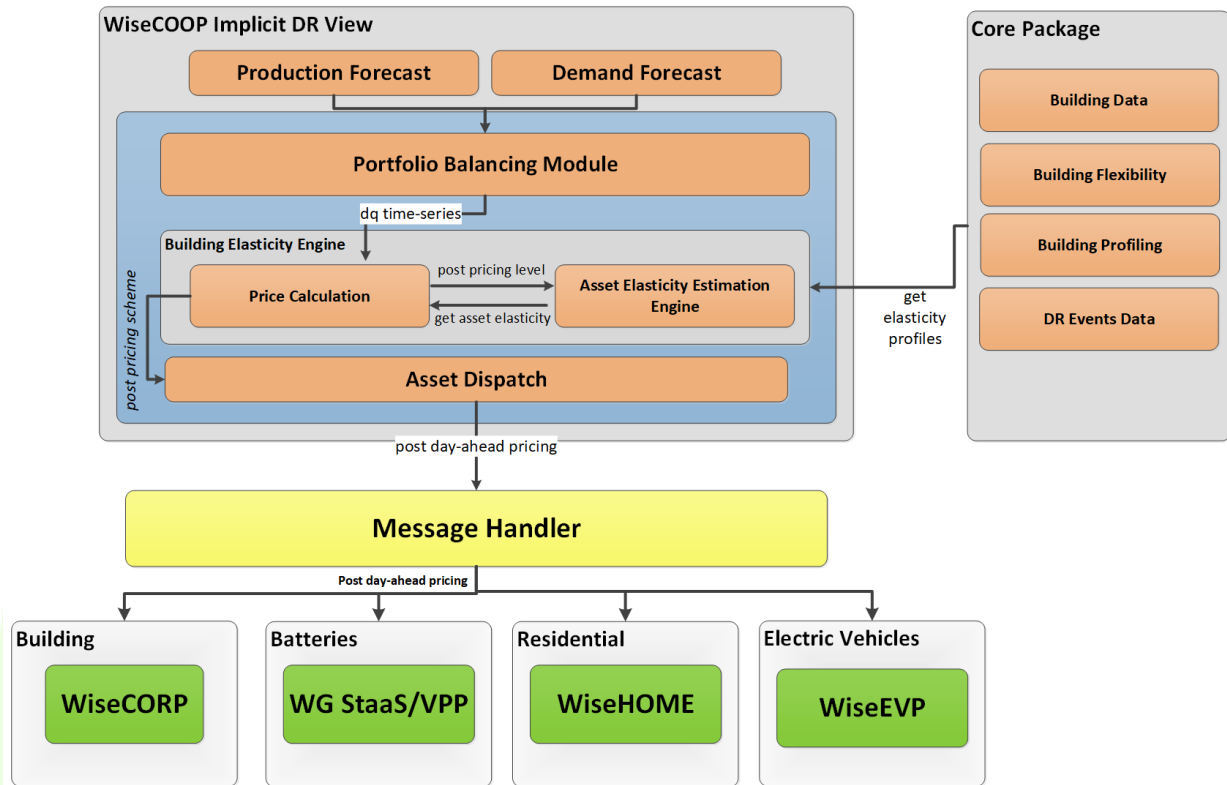 WiseCOOP Implicit DR View
Production Forecast
Demand Forecast
Portfolio Balancing Module
dq time-series
Building Elasticity Engine
Price Calculation
post pricing level
get asset elasticity
Asset Elasticity Estimation
Engine
post pricing scheme
Asset Dispatch
post day-ahead pricing
Core Package
Building Data
Building Flexibility
Building Profiling
DR Events Data
get
elasticity
profiles
Message Handler
Post day-ahead pricing
Building
WiseCORP
Batteries
WG StaaS/VPP
Residential
WiseHOME
Electric Vehicles
WiseEVP